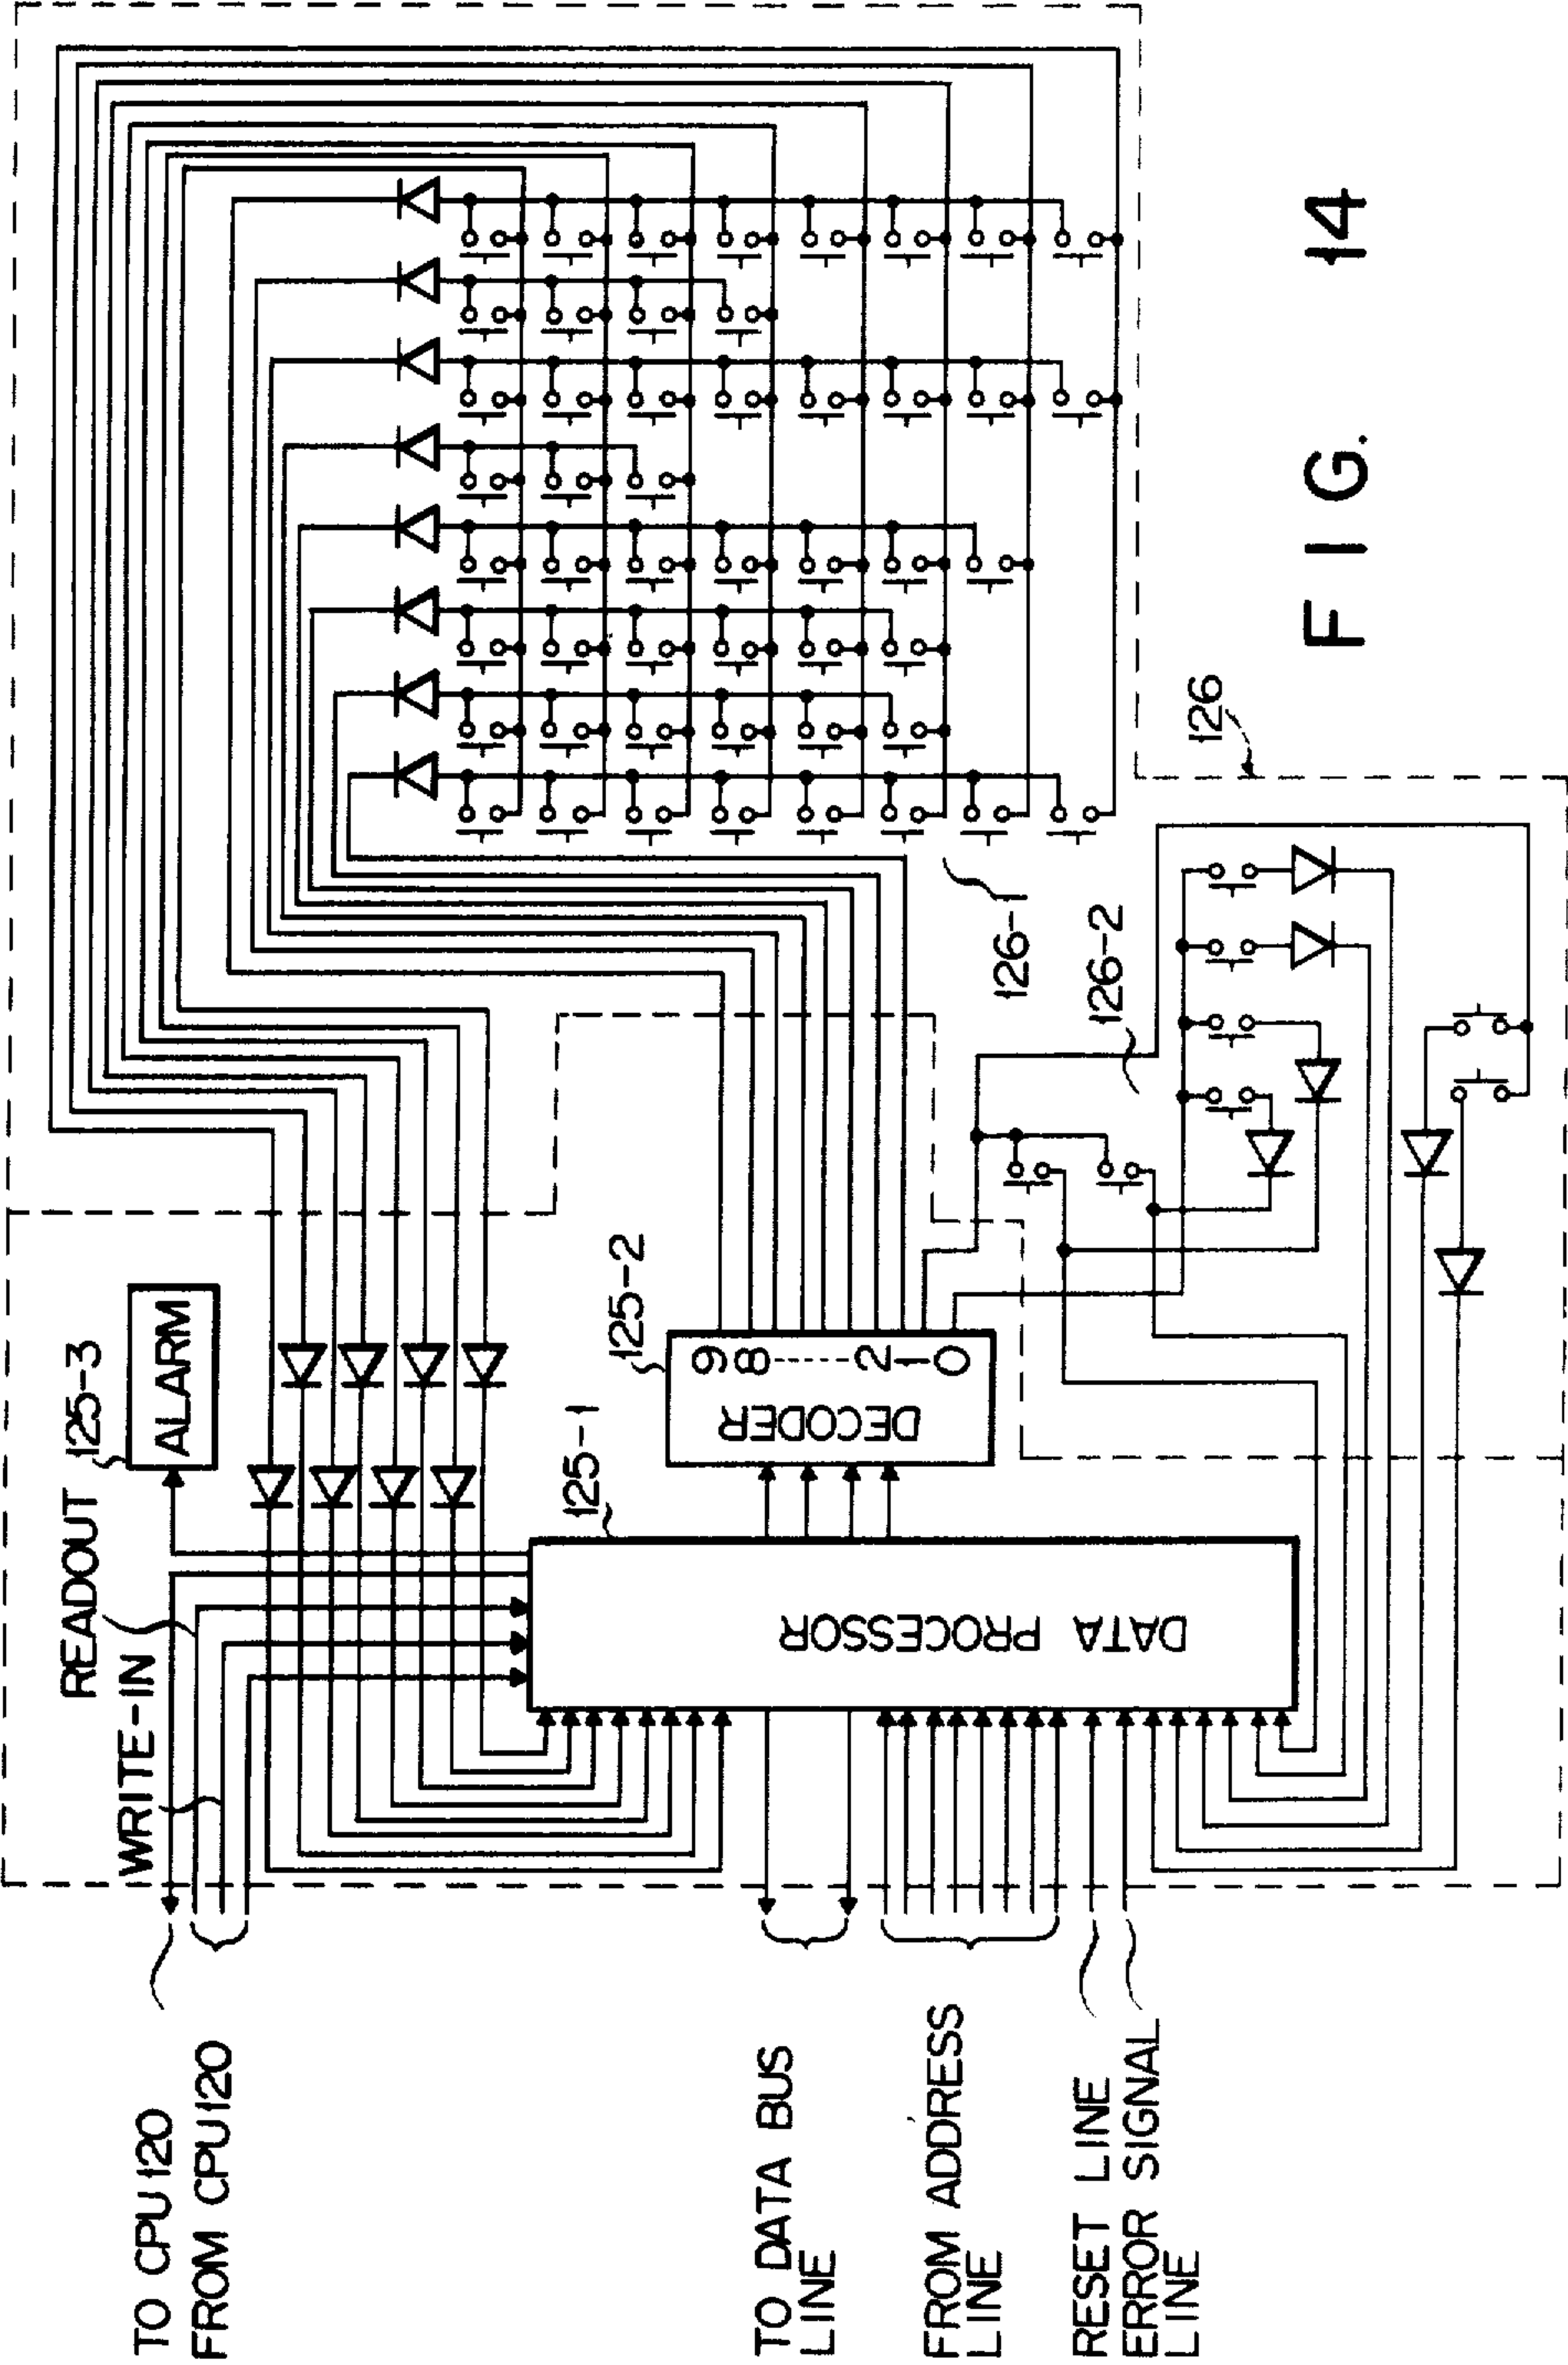 TO CPU 120
FROM CPU 120
WRITE-IN
READOUT
125-3
ALARM
TO DATA BUS
LINE
FROM ADDRESS
LINE
RESET LINE
ERROR SIGNAL
LINE
DATA PROCESSOR
125-1
DECODER
9
8
2
1
0
125-2
126-1
126-2
126
FIG. 14